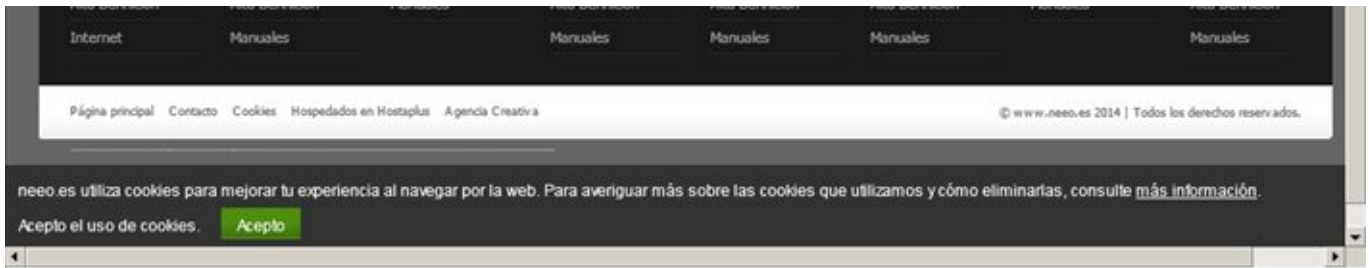 Internet Manuales Manuales Manuales Manuales Manuales
Página principal Contacto Cookies Hospedados en Hostaplus Agencia Creativa © www.neeo.es 2014 | Todos los derechos reservados.
neeo.es utiliza cookies para mejorar tu experiencia al navegar por la web. Para averiguar más sobre las cookies que utilizamos y cómo eliminarlas, consulte más información.
Acepto el uso de cookies. Acepto